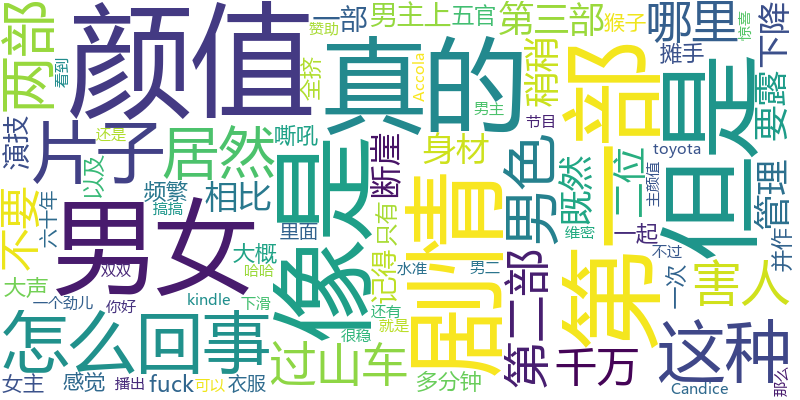 两部
颜值
真的
男主上
一部
五官
第三部
猴子
哪里
下降
惊喜
赞助
看到
全挤
Accola
稍稍
摊手
要露
演技
还是
片子
居然
嘶吼
男主
节目
部
但是
以及
身材
断崖
toyota
不要
六十年
频繁
搞搞
相比
像是
剧情
男色
既然
二位
管理
主颜值
维密
一起
并作
男女
里面
记得
只有
第
大概
双双
哈哈
水准
男二
第二部
害人
一次
不过
大声
一个劲儿
你好
kindle
下滑
还有
就是
很稳
怎么回事
过山车
千万
这种
女主
感觉
播出
fuck
可以
衣服
多分钟
Candice
那么